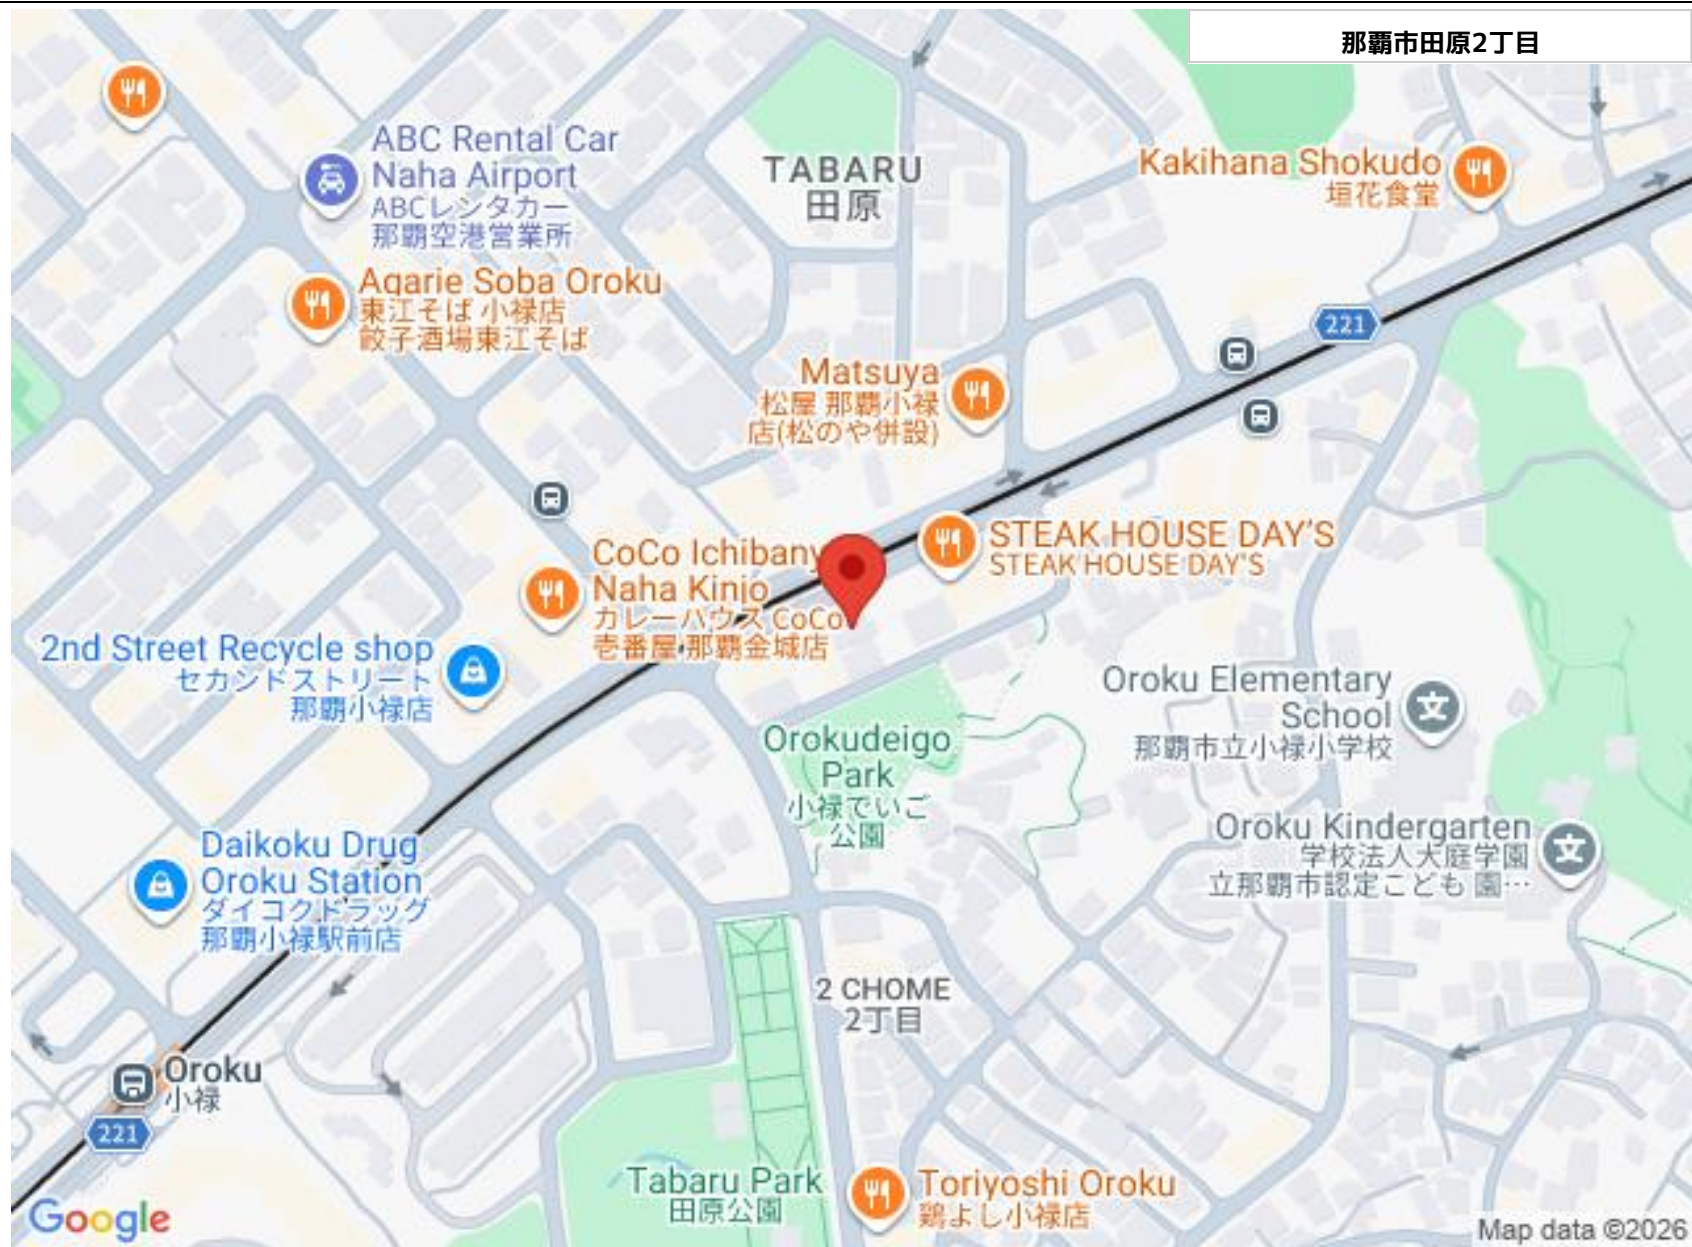 那覇市田原2丁目
ABC Rental Car
Naha Airport
ABCレンタカー
那覇空港営業所
TABARU
田原
Kakihana Shokudo
垣花食堂
Agarie Soba Oroku
東江そば 小禄店
餃子酒場東江そば
221
Matsuya
松屋 那覇小禄
店(松のや併設)
STEAK HOUSE DAY'S
STEAK HOUSE DAY'S
CoCo Ichibany
Naha Kinjo
カレーハウス CoCo
壱番屋 那覇金城店
2nd Street Recycle shop
セカンドストリート
那覇小禄店
Oroku Elementary
School
那覇市立小禄小学校
文
Orokudeigo
Park
小禄でいご
公園
Oroku Kindergarten
学校法人大庭学園
立那覇市認定こども園…
文
Daikoku Drug
Oroku Station
ダイコクドラッグ
那覇小禄駅前店
2 CHOME
2丁目
Oroku
小禄
221
Tabaru Park
田原公園
Toriyoshi Oroku
鶏よし小禄店
Google
Map data ©2026